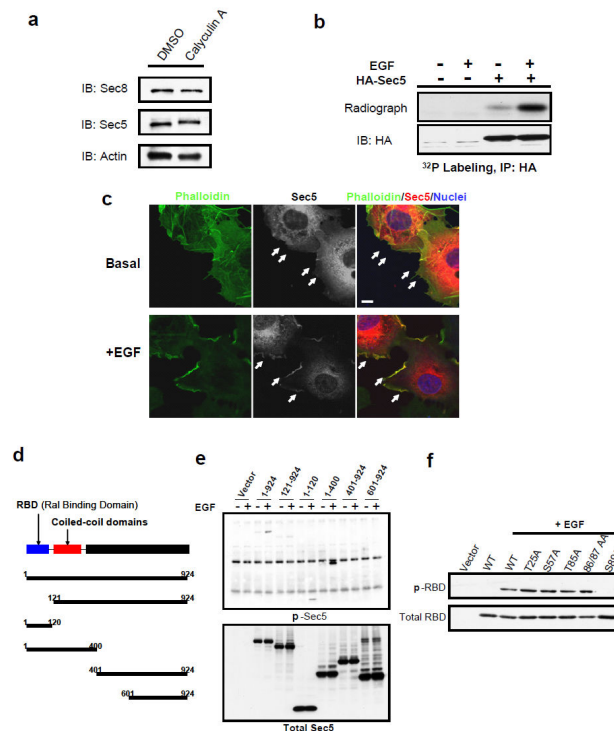 a
DMSO
Calyculin A
IB: Sec8
IB: Sec5
IB: Actin
b
EGF - + - +
HA-Sec5 - - + +
Radiograph
IB: HA
32P Labeling, IP: HA
c
Phalloidin Sec5 Phalloidin/Sec5/Nuclei
Basal
+EGF
d
RBD (Ral Binding Domain)
Coiled-coil domains
1 924
121 924
1 120
1 400
401 924
601 924
e
Vector 1-924 121-924 1-120 1-400 401-924 601-924
EGF - + - + - + - + - + - + - +
p-Sec5
Total Sec5
f
+ EGF
Vector WT WT T25A S57A T85A 86/87 AA
p-RBD
Total RBD